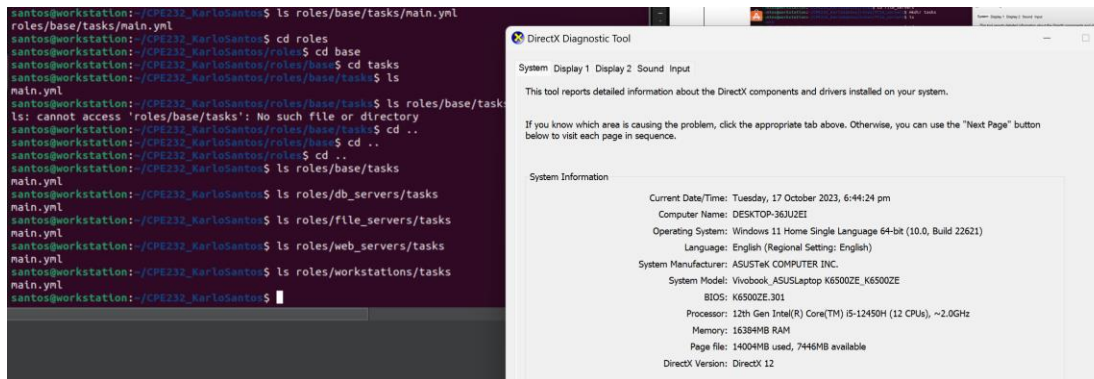 santos@workstation:~/CPE232_KarloSantos$ ls roles/base/tasks/main.yml
roles/base/tasks/main.yml
santos@workstation:~/CPE232_KarloSantos$ cd roles
santos@workstation:~/CPE232_KarloSantos/roles$ cd base
santos@workstation:~/CPE232_KarloSantos/roles/base$ cd tasks
santos@workstation:~/CPE232_KarloSantos/roles/base/tasks$ ls
main.yml
santos@workstation:~/CPE232_KarloSantos/roles/base/tasks$ ls roles/base/task
ls: cannot access 'roles/base/tasks': No such file or directory
santos@workstation:~/CPE232_KarloSantos/roles/base/tasks$ cd ..
santos@workstation:~/CPE232_KarloSantos/roles/base$ cd ..
santos@workstation:~/CPE232_KarloSantos/roles$ cd ..
santos@workstation:~/CPE232_KarloSantos$ ls roles/base/tasks
main.yml
santos@workstation:~/CPE232_KarloSantos$ ls roles/db_servers/tasks
main.yml
santos@workstation:~/CPE232_KarloSantos$ ls roles/file_servers/tasks
main.yml
santos@workstation:~/CPE232_KarloSantos$ ls roles/web_servers/tasks
main.yml
santos@workstation:~/CPE232_KarloSantos$ ls roles/workstations/tasks
main.yml
santos@workstation:~/CPE232_KarloSantos$
DirectX Diagnostic Tool
System Display 1 Display 2 Sound Input
This tool reports detailed information about the DirectX components and drivers installed on your system.
If you know which area is causing the problem, click the appropriate tab above. Otherwise, you can use the "Next Page" button
below to visit each page in sequence.
System Information
Current Date/Time: Tuesday, 17 October 2023, 6:44:24 pm
Computer Name: DESKTOP-36JU2EI
Operating System: Windows 11 Home Single Language 64-bit (10.0, Build 22621)
Language: English (Regional Setting: English)
System Manufacturer: ASUSTeK COMPUTER INC.
System Model: Vivobook_ASUSLaptop K6500ZE_K6500ZE
BIOS: K6500ZE.301
Processor: 12th Gen Intel(R) Core(TM) i5-12450H (12 CPUs), ~2.0GHz
Memory: 16384MB RAM
Page file: 14004MB used, 7446MB available
DirectX Version: DirectX 12